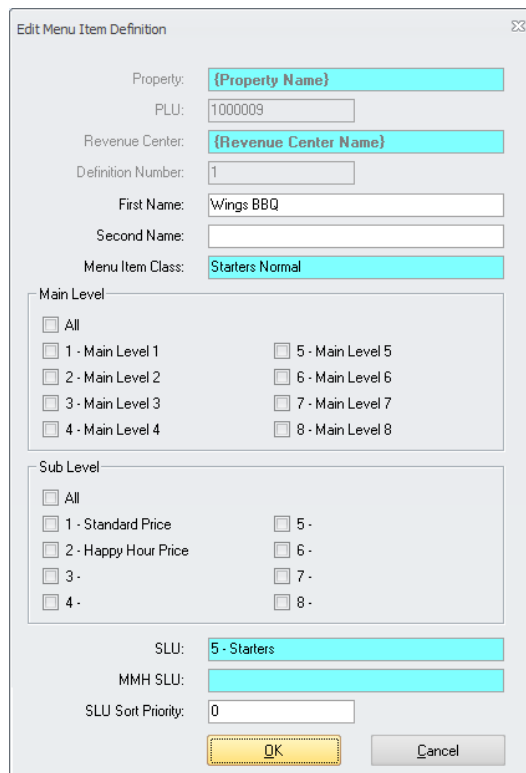 Edit Menu Item Definition
Property: {Property Name}
PLU: 1000009
Revenue Center: {Revenue Center Name}
Definition Number: 1
First Name: Wings BBQ
Second Name:
Menu Item Class: Starters Normal
Main Level
All
1 - Main Level 1 5 - Main Level 5
2 - Main Level 2 6 - Main Level 6
3 - Main Level 3 7 - Main Level 7
4 - Main Level 4 8 - Main Level 8
Sub Level
All
1 - Standard Price 5 -
2 - Happy Hour Price 6 -
3 - 7 -
4 - 8 -
SLU: 5 - Starters
MMH SLU:
SLU Sort Priority: 0
OK Cancel